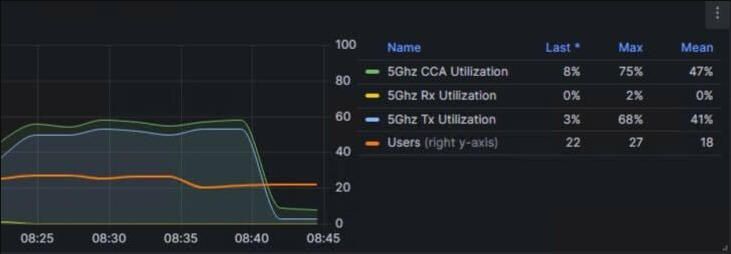 100
80
60
40
20
0
08:25 08:30 08:35 08:40 08:45
Name Last * Max Mean
5Ghz CCA Utilization 8% 75% 47%
5Ghz Rx Utilization 0% 2% 0%
5Ghz Tx Utilization 3% 68% 41%
Users (right y-axis) 22 27 18